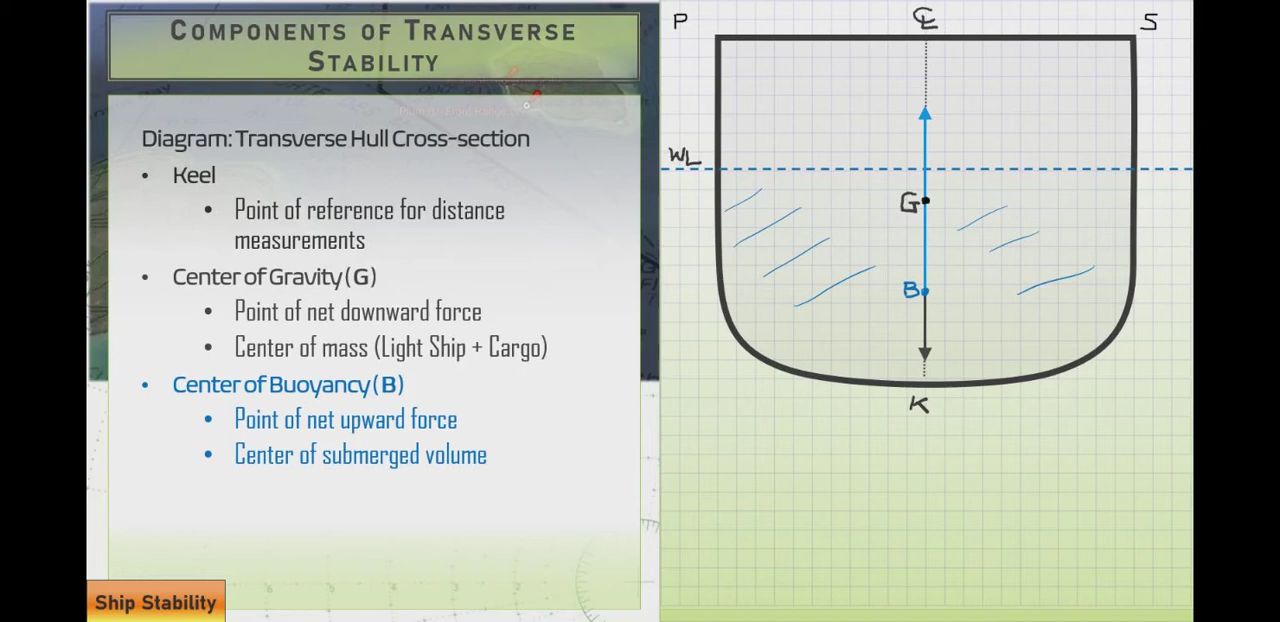 COMPONENTS OF TRANSVERSE
STABILITY
Diagram: Transverse Hull Cross-section
• Keel
• Point of reference for distance
measurements
• Center of Gravity (G)
• Point of net downward force
• Center of mass (Light Ship + Cargo)
• Center of Buoyancy (B)
• Point of net upward force
• Center of submerged volume
Ship Stability
P
℄
S
WL
G
B
K